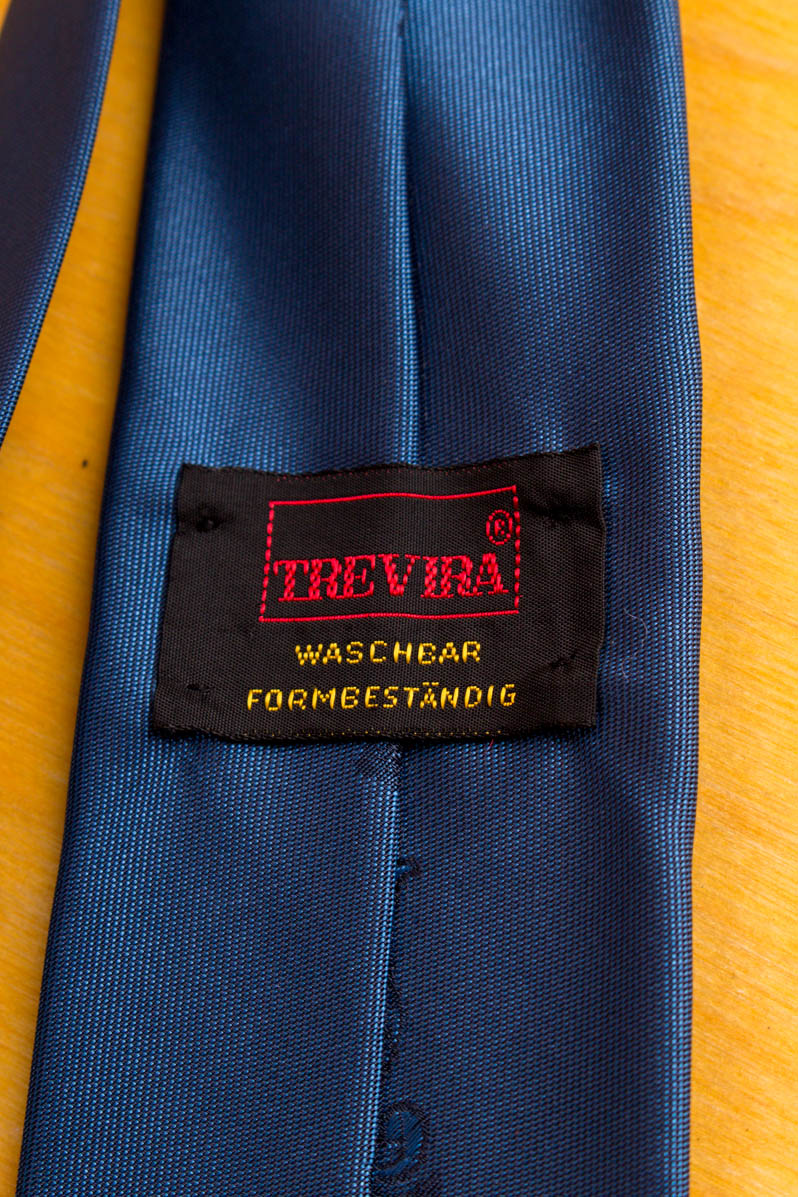 ®
TREVIRA
WASCHBAR
FORMBESTÄNDIG